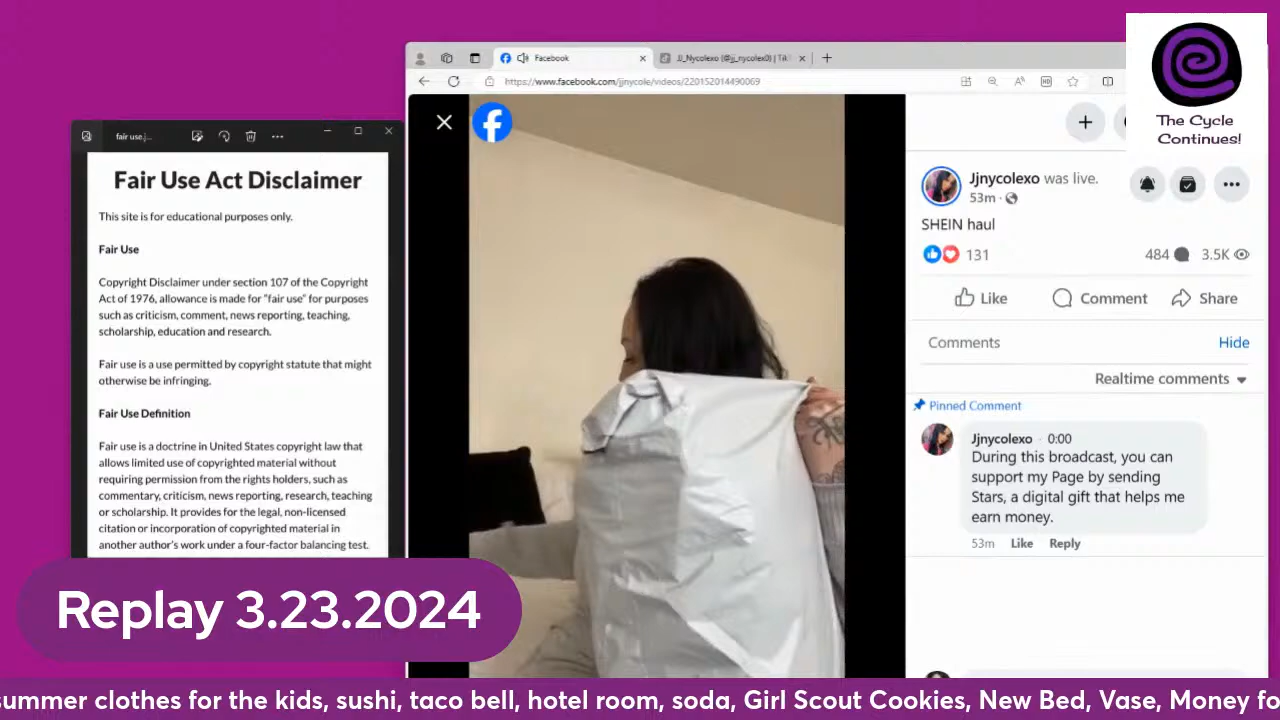 fair use.j...
Fair Use Act Disclaimer
This site is for educational purposes only.
Fair Use
Copyright Disclaimer under section 107 of the Copyright
Act of 1976, allowance is made for "fair use" for purposes
such as criticism, comment, news reporting, teaching,
scholarship, education and research.
Fair use is a use permitted by copyright statute that might
otherwise be infringing.
Fair Use Definition
Fair use is a doctrine in United States copyright law that
allows limited use of copyrighted material without
requiring permission from the rights holders, such as
commentary, criticism, news reporting, research, teaching
or scholarship. It provides for the legal, non-licensed
citation or incorporation of copyrighted material in
another author's work under a four-factor balancing test.
Facebook
https://www.facebook.com/jjnycole/videos/220152014490069
The Cycle
Continues!
Jjnycolexo was live.
53m
SHEIN haul
131
484
3.5K
Like
Comment
Share
Comments
Hide
Realtime comments
Pinned Comment
Jjnycolexo · 0:00
During this broadcast, you can
support my Page by sending
Stars, a digital gift that helps me
earn money.
53m Like Reply
Replay 3.23.2024
summer clothes for the kids, sushi, taco bell, hotel room, soda, Girl Scout Cookies, New Bed, Vase, Money fo